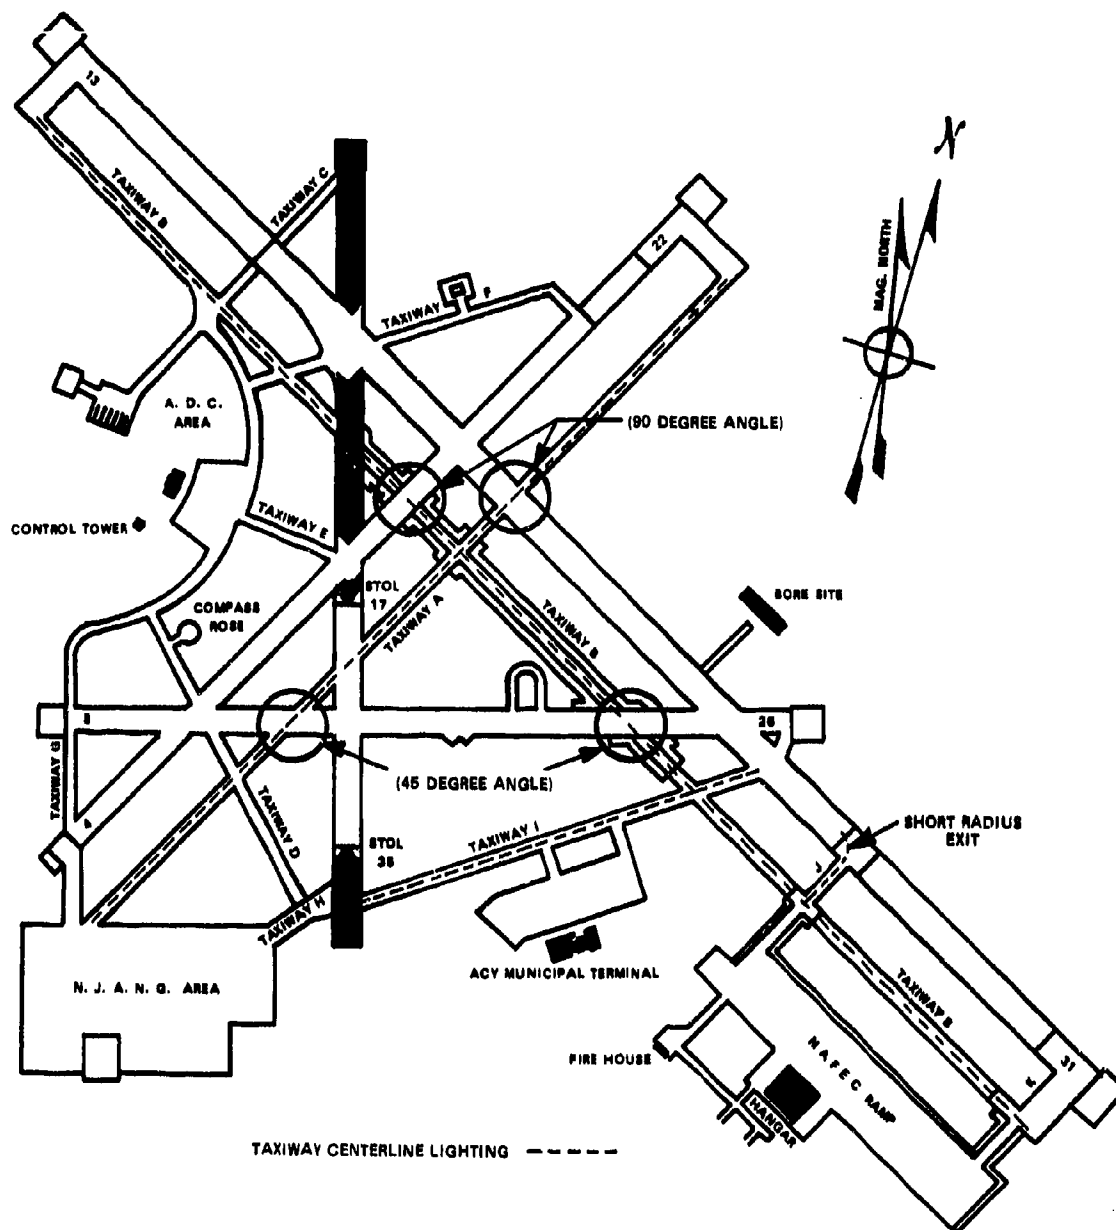 13
N
TAXIWAY C
TAXIWAY B
22
MAG. NORTH
TAXIWAY F
A. D. C.
AREA
(90 DEGREE ANGLE)
CONTROL TOWER
TAXIWAY E
STOL
17
BORE SITE
COMPASS
ROSE
TAXIWAY A
TAXIWAY B
8
26
TAXIWAY G
(45 DEGREE ANGLE)
4
TAXIWAY D
STOL
35
TAXIWAY I
SHORT RADIUS
EXIT
J
TAXIWAY H
ACY MUNICIPAL TERMINAL
N. J. A. N. G. AREA
TAXIWAY B
FIRE HOUSE
NAFEC RAMP
31
K
HANGAR
TAXIWAY CENTERLINE LIGHTING